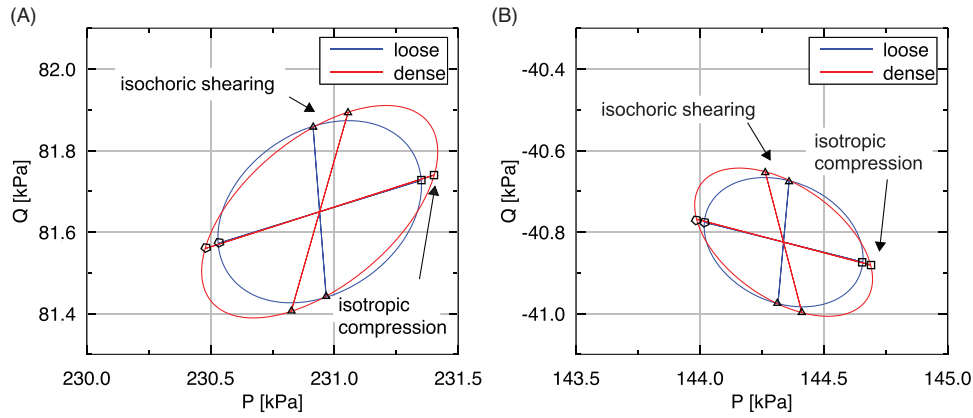 (A)
82.0
81.8
81.6
81.4
Q [kPa]
230.0
230.5
231.0
231.5
P [kPa]
loose
dense
isochoric shearing
isotropic
compression
(B)
-40.4
-40.6
-40.8
-41.0
Q [kPa]
143.5
144.0
144.5
145.0
P [kPa]
loose
dense
isochoric shearing
isotropic
compression